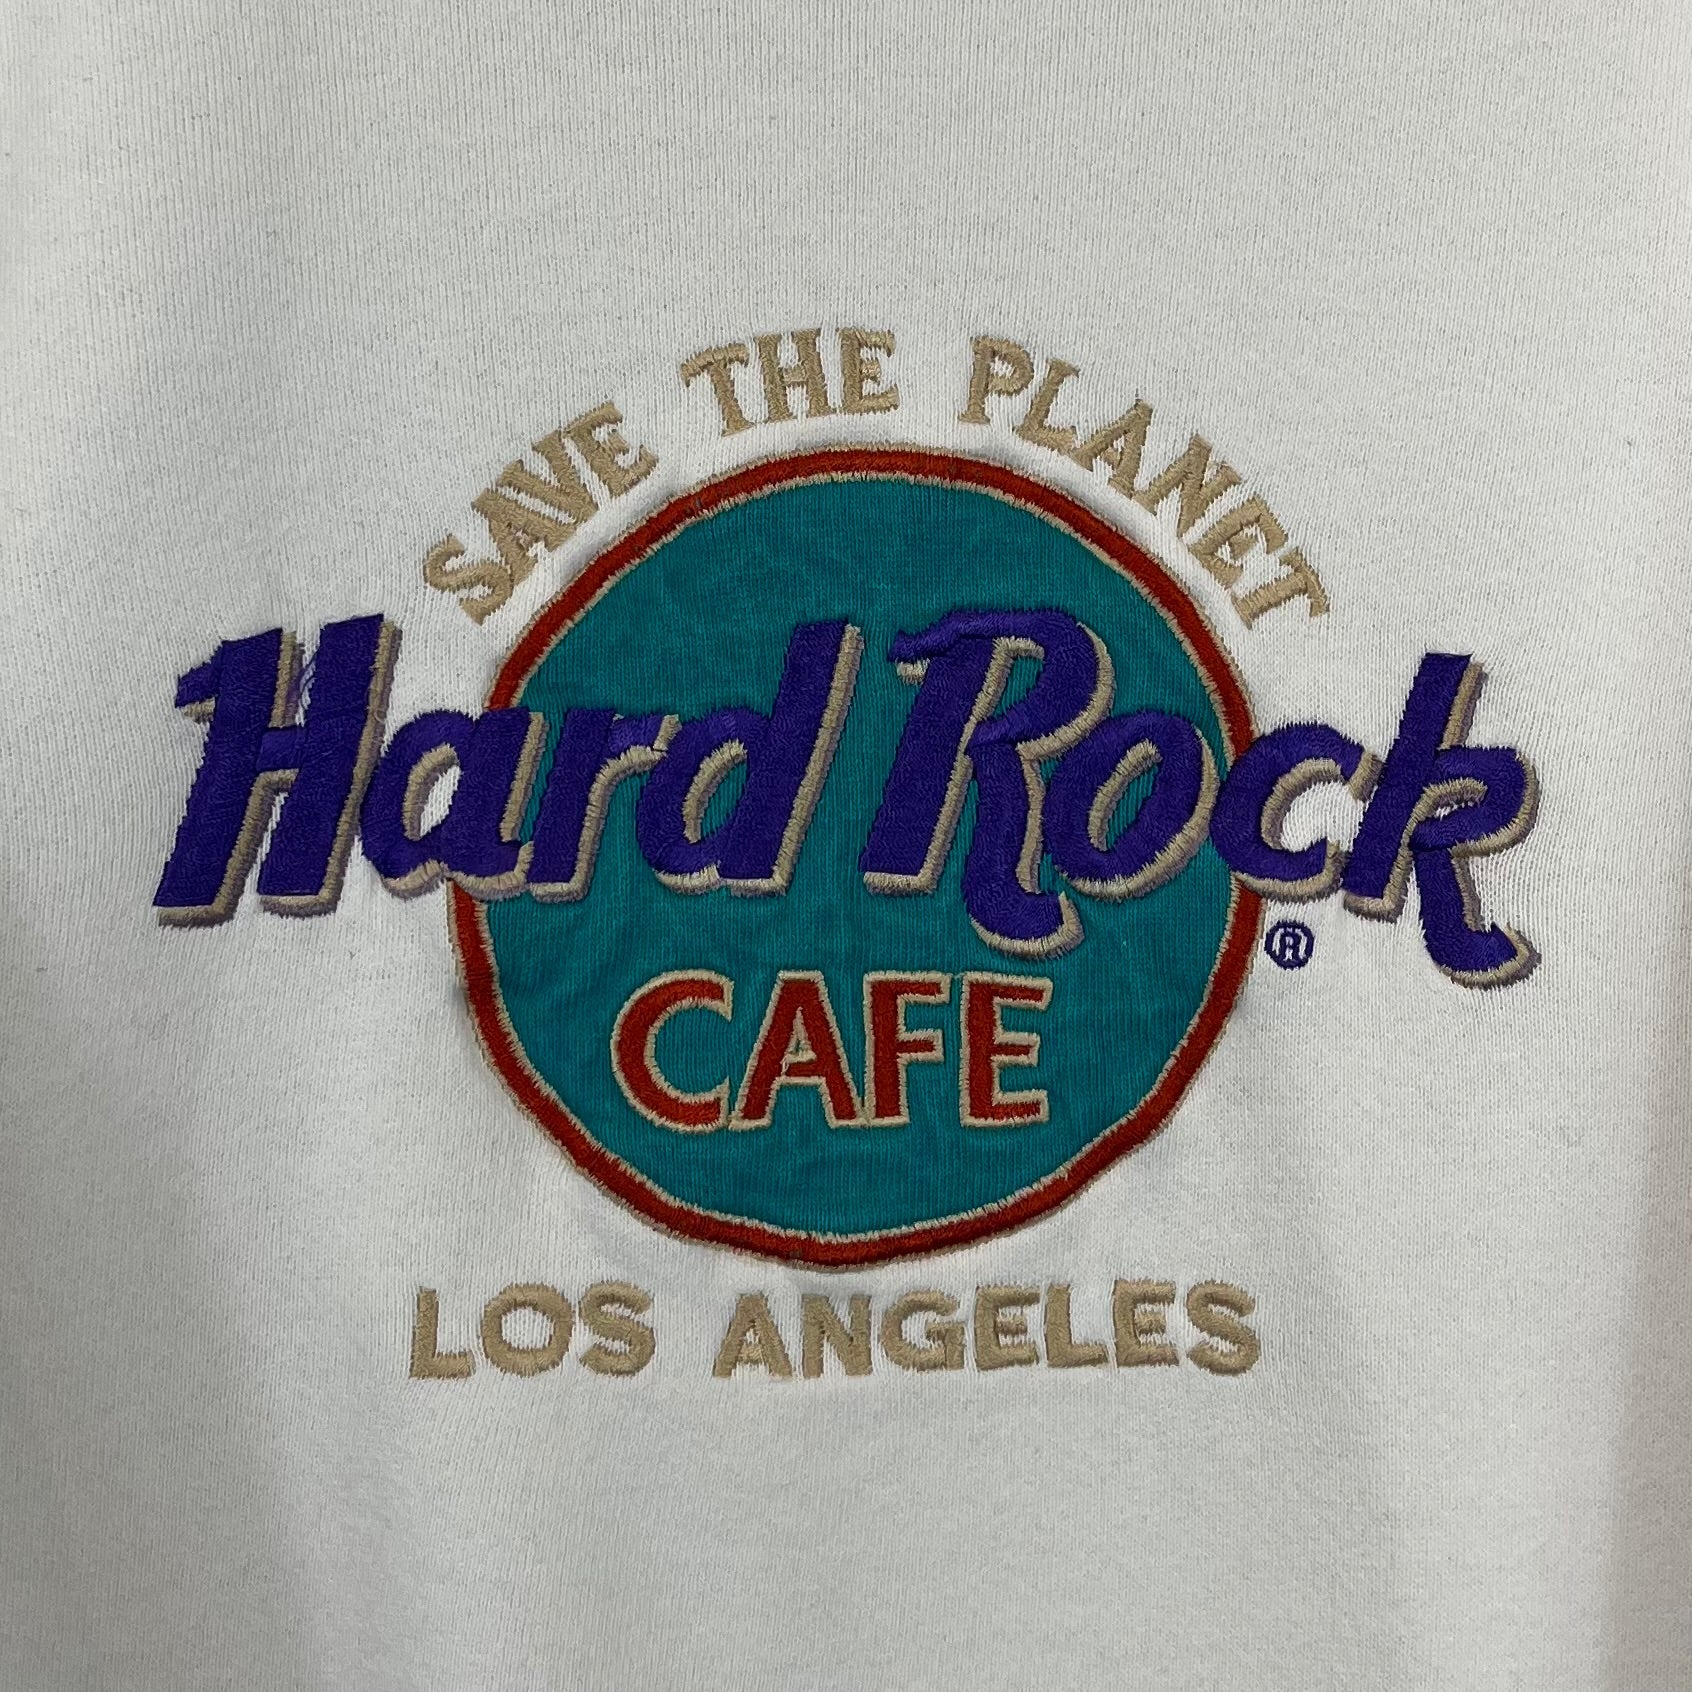 SAVE THE PLANET
Hard Rock
®
CAFE
LOS ANGELES